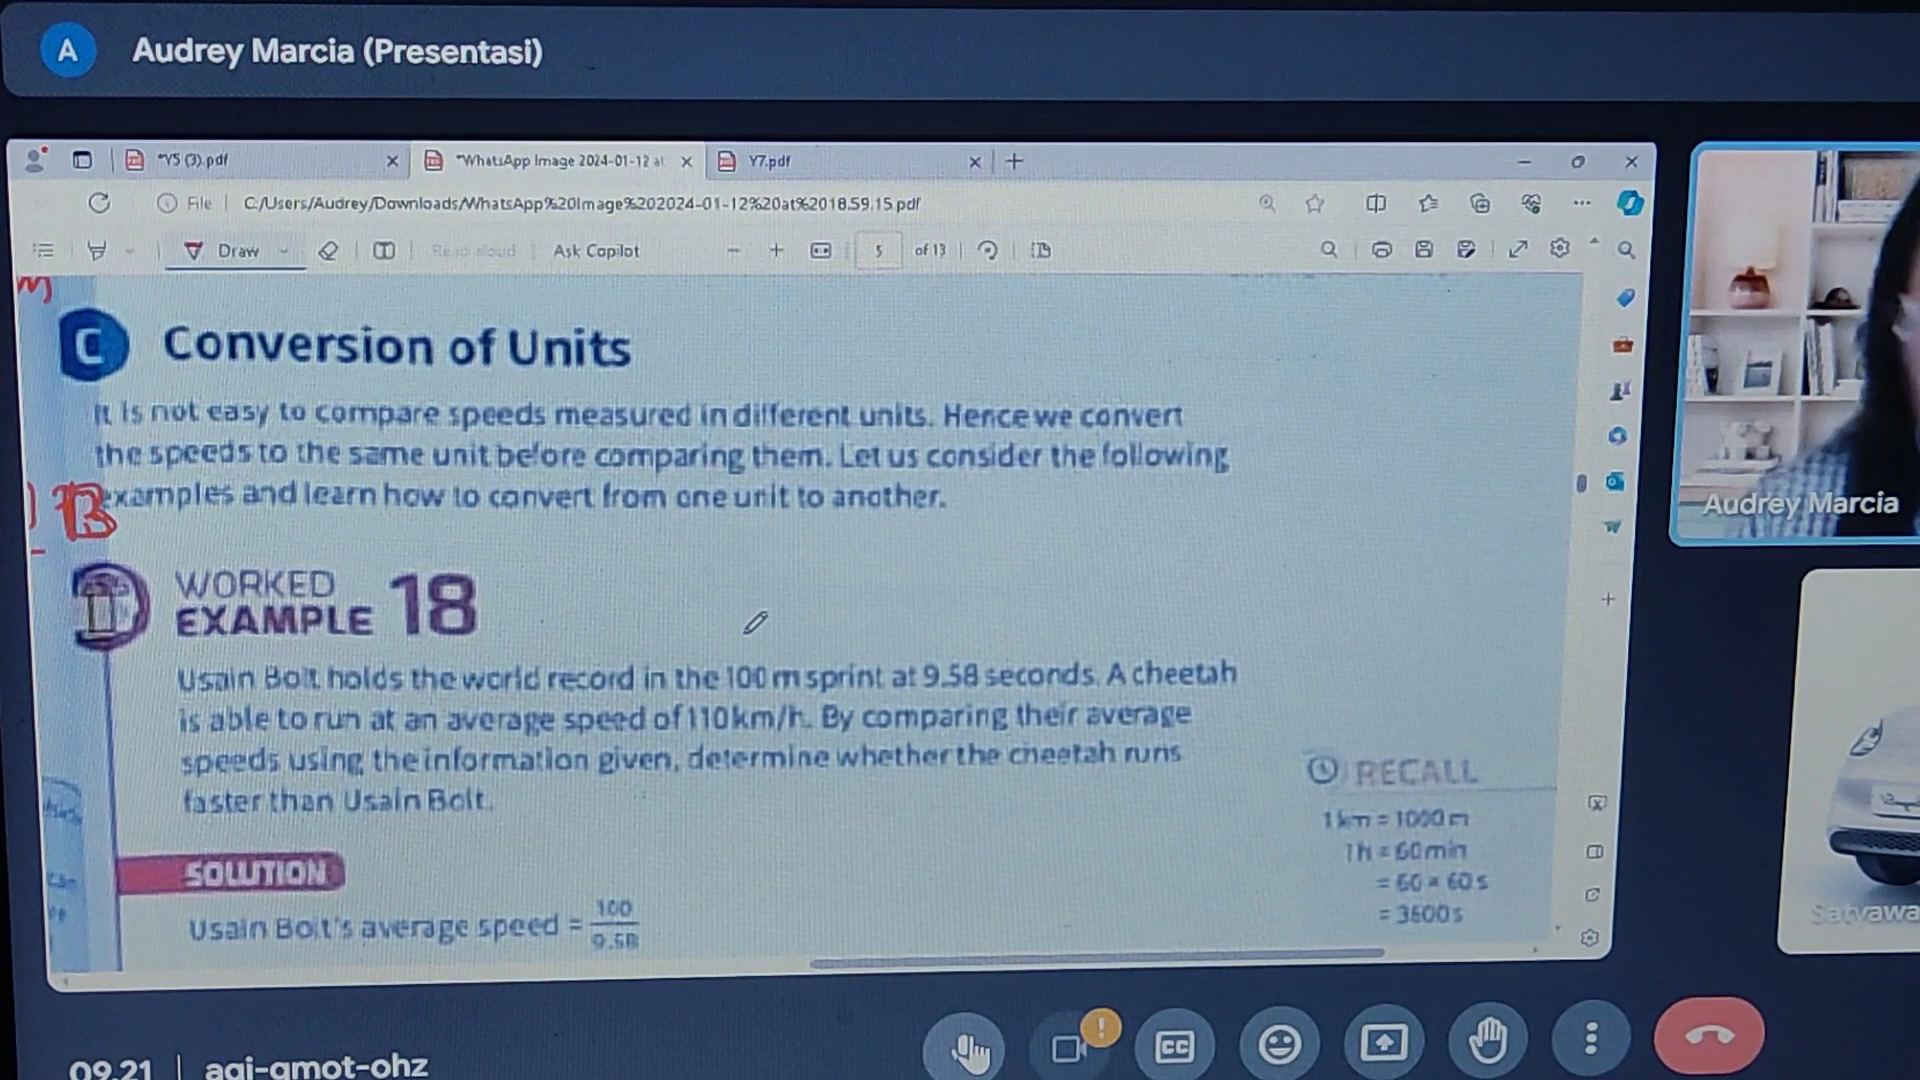 A Audrey Marcia (Presentasi)
*Y5 (3).pdf
*WhatsApp Image 2024-01-12 at
Y7.pdf
File
C:/Users/Audrey/Downloads/WhatsApp%20Image%202024-01-12%20at%2018.59.15.pdf
Draw
Read aloud
Ask Copilot
5 of 13
C Conversion of Units
It is not easy to compare speeds measured in different units. Hence we convert
the speeds to the same unit before comparing them. Let us consider the following
examples and learn how to convert from one unit to another.
B
WORKED
EXAMPLE 18
Usain Bolt holds the world record in the 100 m sprint at 9.58 seconds. A cheetah
is able to run at an average speed of 110 km/h. By comparing their average
speeds using the information given, determine whether the cheetah runs
faster than Usain Bolt.
RECALL
1 km = 1000 m
1 h = 60 min
= 60 × 60 s
= 3600 s
SOLUTION
Usain Bolt's average speed = 100
9.58
Audrey Marcia
CC
09.21 | aqi-qmot-ohz